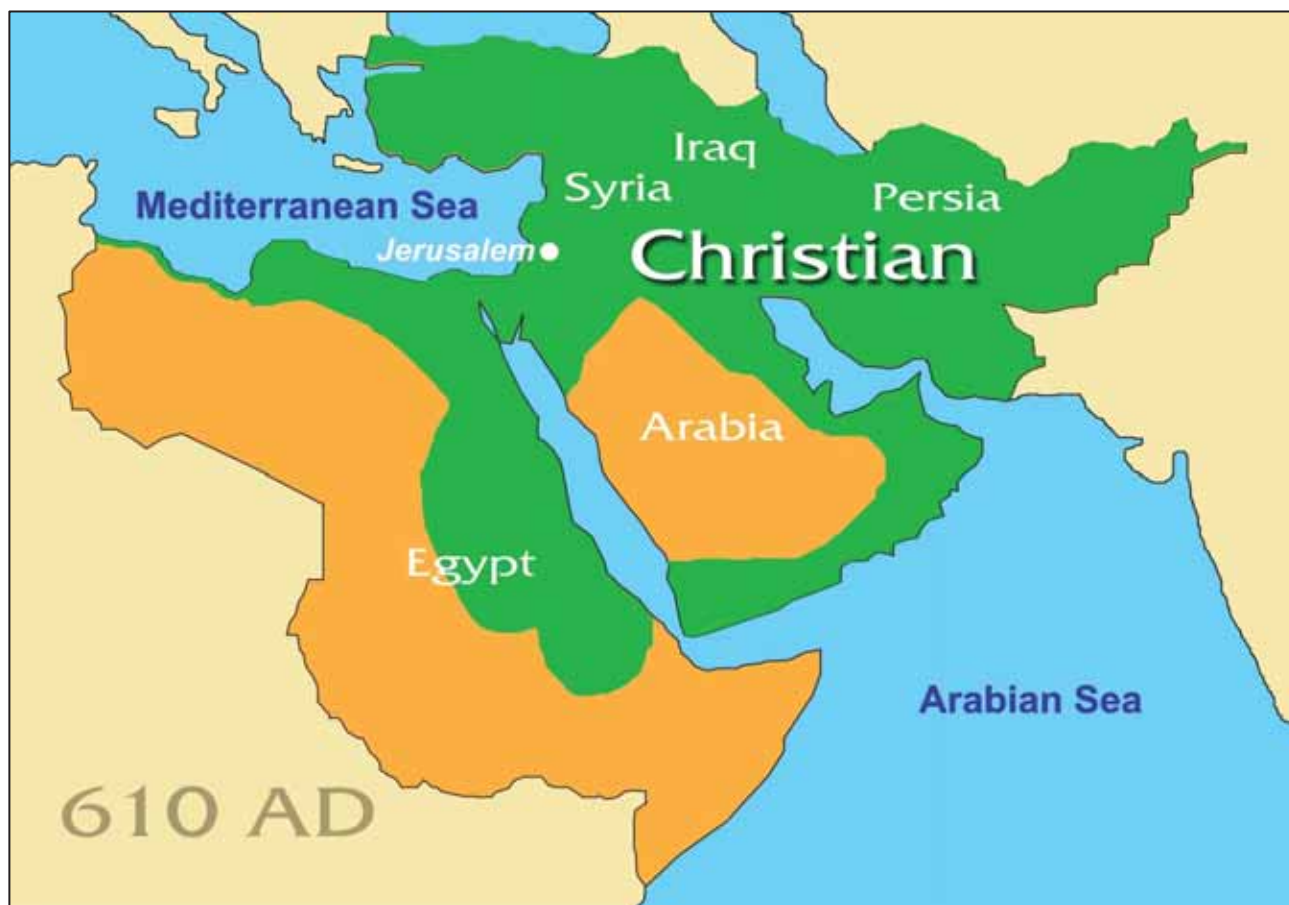 Iraq
Syria
Persia
Mediterranean Sea
Jerusalem
Christian
Arabia
Egypt
Arabian Sea
610 AD